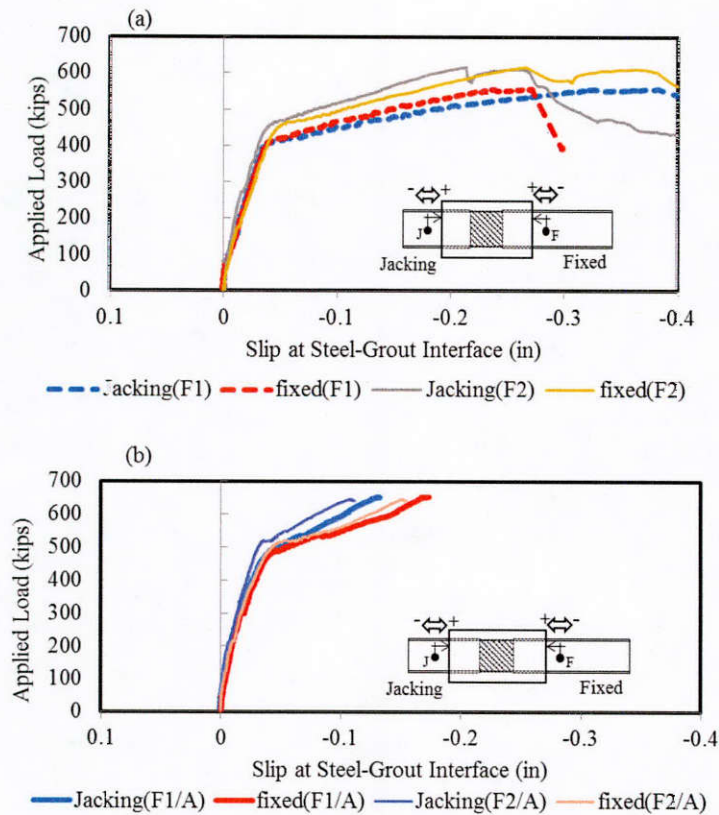 (a)
700
600
500
400
300
200
100
0
Applied Load (kips)
- + + -
J F
Jacking Fixed
0.1 0 -0.1 -0.2 -0.3 -0.4
Slip at Steel-Grout Interface (in)
Jacking(F1) fixed(F1) Jacking(F2) fixed(F2)
(b)
700
600
500
400
300
200
100
0
Applied Load (kips)
- + + -
J F
Jacking Fixed
0.1 0 -0.1 -0.2 -0.3 -0.4
Slip at Steel-Grout Interface (in)
Jacking(F1/A) fixed(F1/A) Jacking(F2/A) fixed(F2/A)